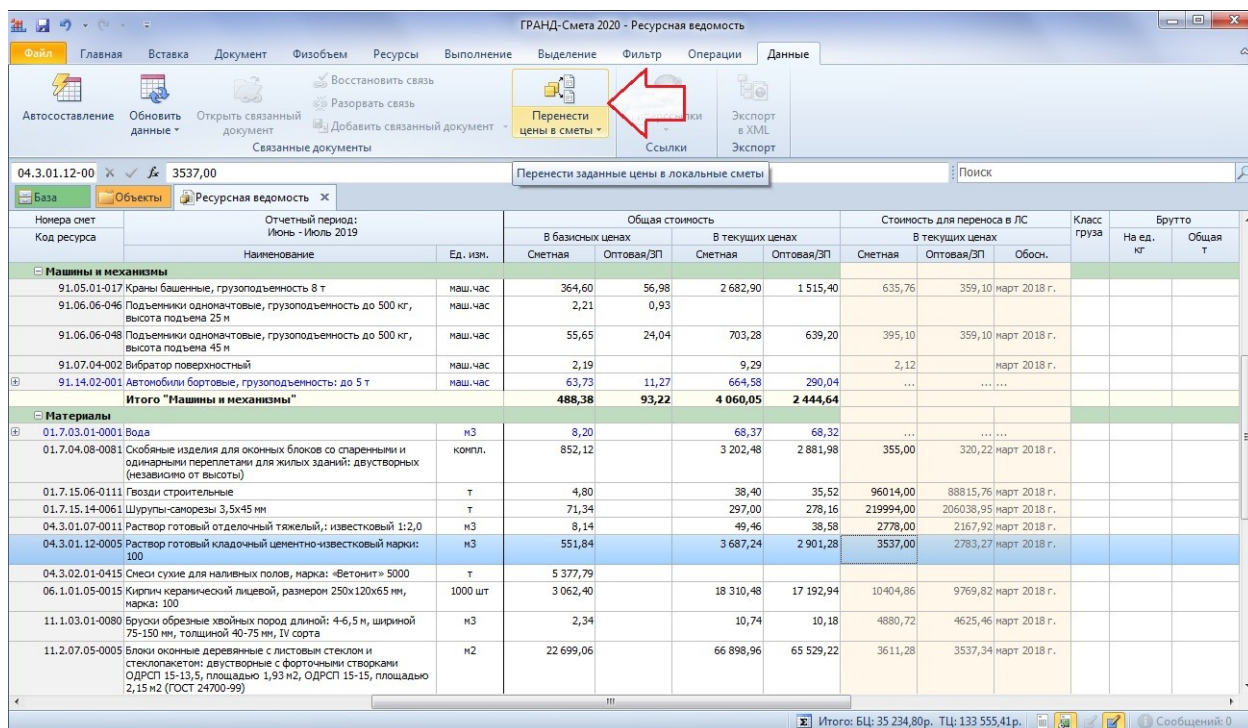 ГРАНД-Смета 2020 - Ресурсная ведомость
Файл Главная Вставка Документ Физобъем Ресурсы Выполнение Выделение Фильтр Операции Данные
Автосоставление
Обновить данные
Открыть связанный документ
Восстановить связь
Разорвать связь
Добавить связанный документ
Связанные документы
Перенести цены в сметы
Ссылки
Экспорт в XML
Экспорт
04.3.01.12-00 fx 3537,00
Перенести заданные цены в локальные сметы
Поиск
База Объекты Ресурсная ведомость
Номера смет Отчетный период: Общая стоимость Стоимость для переноса в ЛС Класс груза Брутто
Код ресурса Июнь - Июль 2019 В базисных ценах В текущих ценах В текущих ценах На ед. кг Общая т
Наименование Ед. изм. Сметная Оптовая/ЗП Сметная Оптовая/ЗП Сметная Оптовая/ЗП Обосн.
Машины и механизмы
91.05.01-017 Краны башенные, грузоподъемность 8 т маш.час 364,60 56,98 2 682,90 1 515,40 635,76 359,10 март 2018 г.
91.06.06-046 Подъемники одномачтовые, грузоподъемность до 500 кг, маш.час 2,21 0,93
высота подъема 25 м
91.06.06-048 Подъемники одномачтовые, грузоподъемность до 500 кг, маш.час 55,65 24,04 703,28 639,20 395,10 359,10 март 2018 г.
высота подъема 45 м
91.07.04-002 Вибратор поверхностный маш.час 2,19 9,29 2,12 март 2018 г.
91.14.02-001 Автомобили бортовые, грузоподъемность: до 5 т маш.час 63,73 11,27 664,58 290,04 ... ... ...
Итого "Машины и механизмы" 488,38 93,22 4 060,05 2 444,64
Материалы
01.7.03.01-0001 Вода м3 8,20 68,37 68,32 ... ... ...
01.7.04.08-0081 Скобяные изделия для оконных блоков со спаренными и компл. 852,12 3 202,48 2 881,98 355,00 320,22 март 2018 г.
одинарными переплетами для жилых зданий: двустворных
(независимо от высоты)
01.7.15.06-0111 Гвозди строительные т 4,80 38,40 35,52 96014,00 88815,76 март 2018 г.
01.7.15.14-0061 Шурупы-саморезы 3,5х45 мм т 71,34 297,00 278,16 219994,00 206038,95 март 2018 г.
04.3.01.07-0011 Раствор готовый отделочный тяжелый,: известковый 1:2,0 м3 8,14 49,46 38,58 2778,00 2167,92 март 2018 г.
04.3.01.12-0005 Раствор готовый кладочный цементно-известковый марки: м3 551,84 3 687,24 2 901,28 3537,00 2783,27 март 2018 г.
100
04.3.02.01-0415 Смеси сухие для наливных полов, марка: «Ветонит» 5000 т 5 377,79
06.1.01.05-0015 Кирпич керамический лицевой, размером 250х120х65 мм, 1000 шт 3 062,40 18 310,48 17 192,94 10404,86 9769,82 март 2018 г.
марка: 100
11.1.03.01-0080 Бруски обрезные хвойных пород длиной: 4-6,5 м, шириной м3 2,34 10,74 10,18 4880,72 4625,46 март 2018 г.
75-150 мм, толщиной 40-75 мм, IV сорта
11.2.07.05-0005 Блоки оконные деревянные с листовым стеклом и м2 22 699,06 66 898,96 65 529,22 3611,28 3537,34 март 2018 г.
стеклопакетом: двустворные с форточными створками
ОДРСП 15-13,5, площадью 1,93 м2, ОДРСП 15-15, площадью
2,15 м2 (ГОСТ 24700-99)
Итого: БЦ: 35 234,80р. ТЦ: 133 555,41р. Сообщений: 0